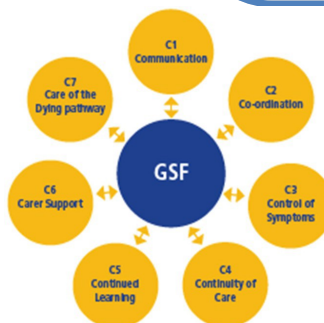 C1
Communication
C2
Co-ordination
C3
Control of
Symptoms
C4
Continuity of
Care
C5
Continued
Learning
C6
Carer Support
C7
Care of the
Dying pathway
GSF